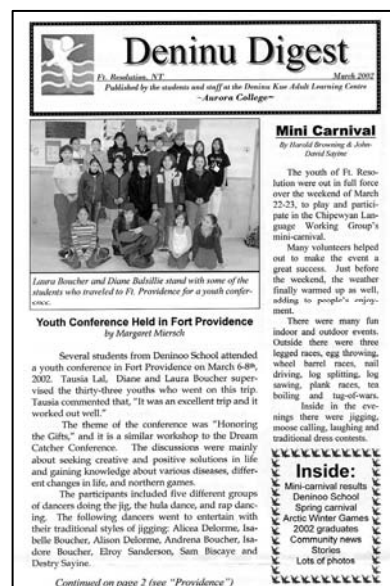 Deninu Digest
Ft. Resolution, NT
March 2002
Published by the students and staff at the Deninu Kue Adult Learning Centre
~Aurora College~
Laura Boucher and Diane Balsillie stand with some of the
students who traveled to Ft. Providence for a youth confer-
ence.
Youth Conference Held in Fort Providence
by Margaret Miersch
Several students from Deninoo School attended
a youth conference in Fort Providence on March 6-8th,
2002. Tausia Lal, Diane and Laura Boucher super-
vised the thirty-three youths who went on this trip.
Tausia commented that, "It was an excellent trip and it
worked out well."
The theme of the conference was "Honoring
the Gifts," and it is a similar workshop to the Dream
Catcher Conference. The discussions were mainly
about seeking creative and positive solutions in life
and gaining knowledge about various diseases, differ-
ent changes in life, and northern games.
The participants included five different groups
of dancers doing the jig, the hula dance, and rap danc-
ing. The following dancers went to entertain with
their traditional styles of jigging: Alicea Delorme, Isa-
belle Boucher, Alison Delorme, Andrena Boucher, Isa-
dore Boucher, Elroy Sanderson, Sam Biscaye and
Destry Sayine.
Continued on page 2 (see "Providence")
Mini Carnival
By Harold Browning & John-
David Sayine
The youth of Ft. Reso-
lution were out in full force
over the weekend of March
22-23, to play and partici-
pate in the Chipewyan Lan-
guage Working Group's
mini-carnival.
Many volunteers helped
out to make the event a
great success. Just before
the weekend, the weather
finally warmed up as well,
adding to people's enjoy-
ment.
There were many fun
indoor and outdoor events.
Outside there were three
legged races, egg throwing,
wheel barrel races, nail
driving, log splitting, log
sawing, plank races, tea
boiling and tug-of-wars.
Inside in the eve-
nings there were jigging,
moose calling, laughing and
traditional dress contests.
Inside:
Mini-carnival results
Deninoo School
Spring carnival
Arctic Winter Games
2002 graduates
Community news
Stories
Lots of photos